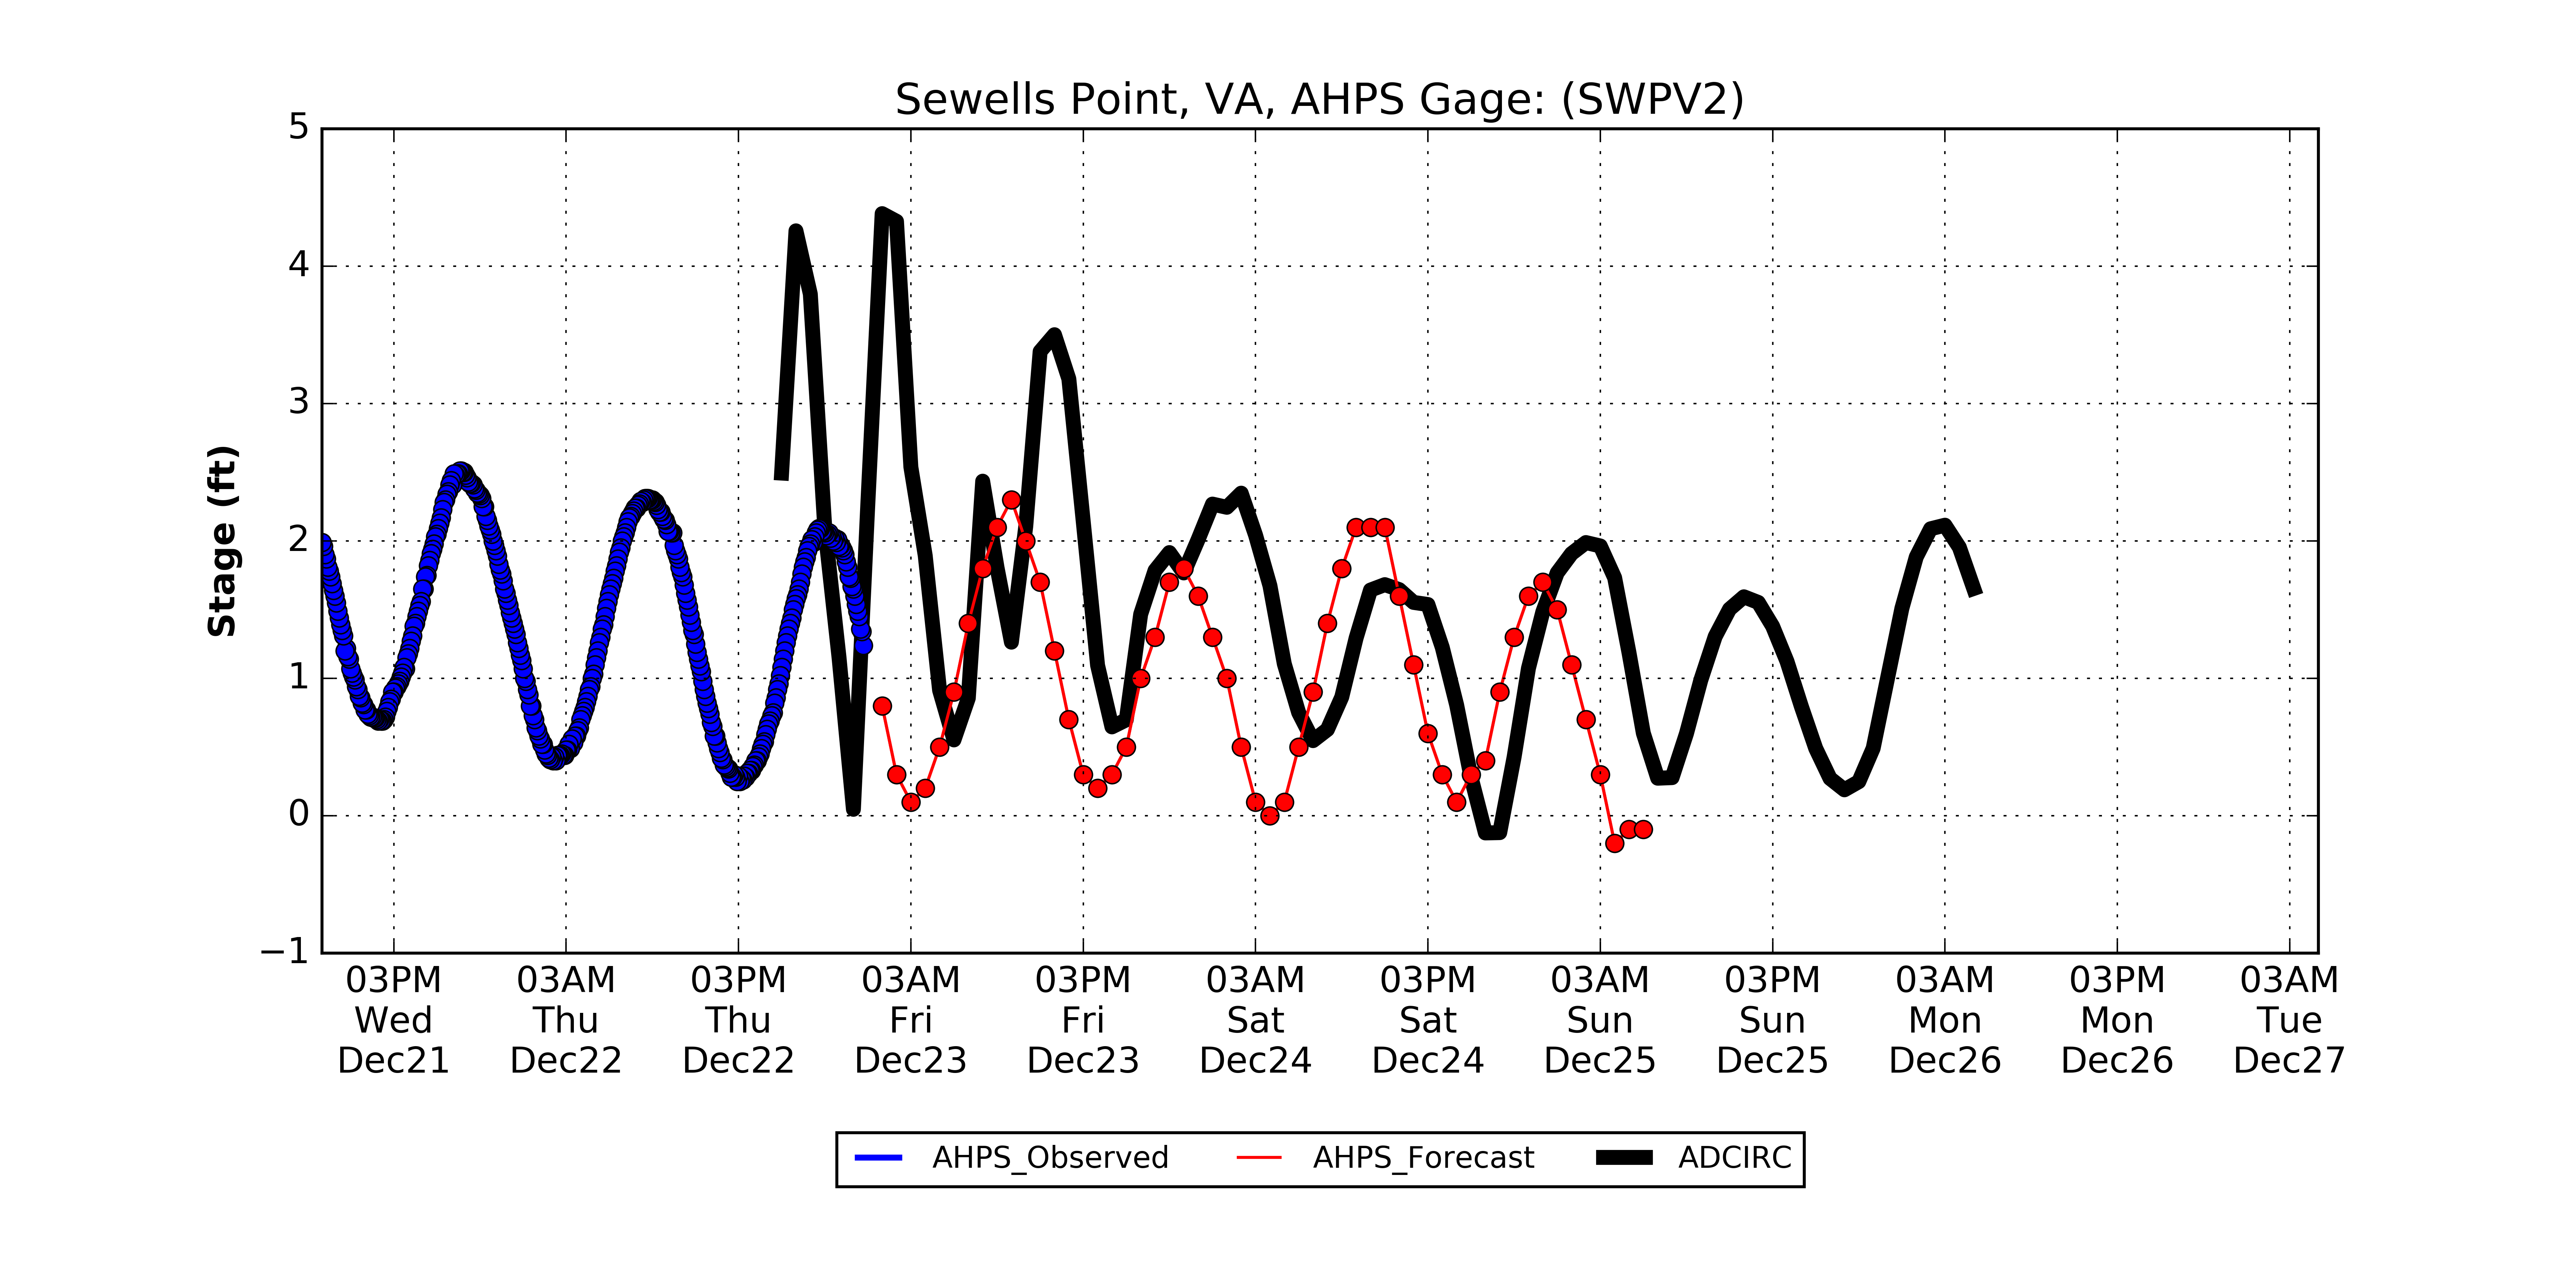 Sewells Point, VA, AHPS Gage: (SWPV2)
5
4
3
2
1
0
−1
Stage (ft)
03PM 03AM 03PM 03AM 03PM 03AM 03PM 03AM 03PM 03AM 03PM 03AM
Wed Thu Thu Fri Fri Sat Sat Sun Sun Mon Mon Tue
Dec21 Dec22 Dec22 Dec23 Dec23 Dec24 Dec24 Dec25 Dec25 Dec26 Dec26 Dec27
AHPS_Observed AHPS_Forecast ADCIRC